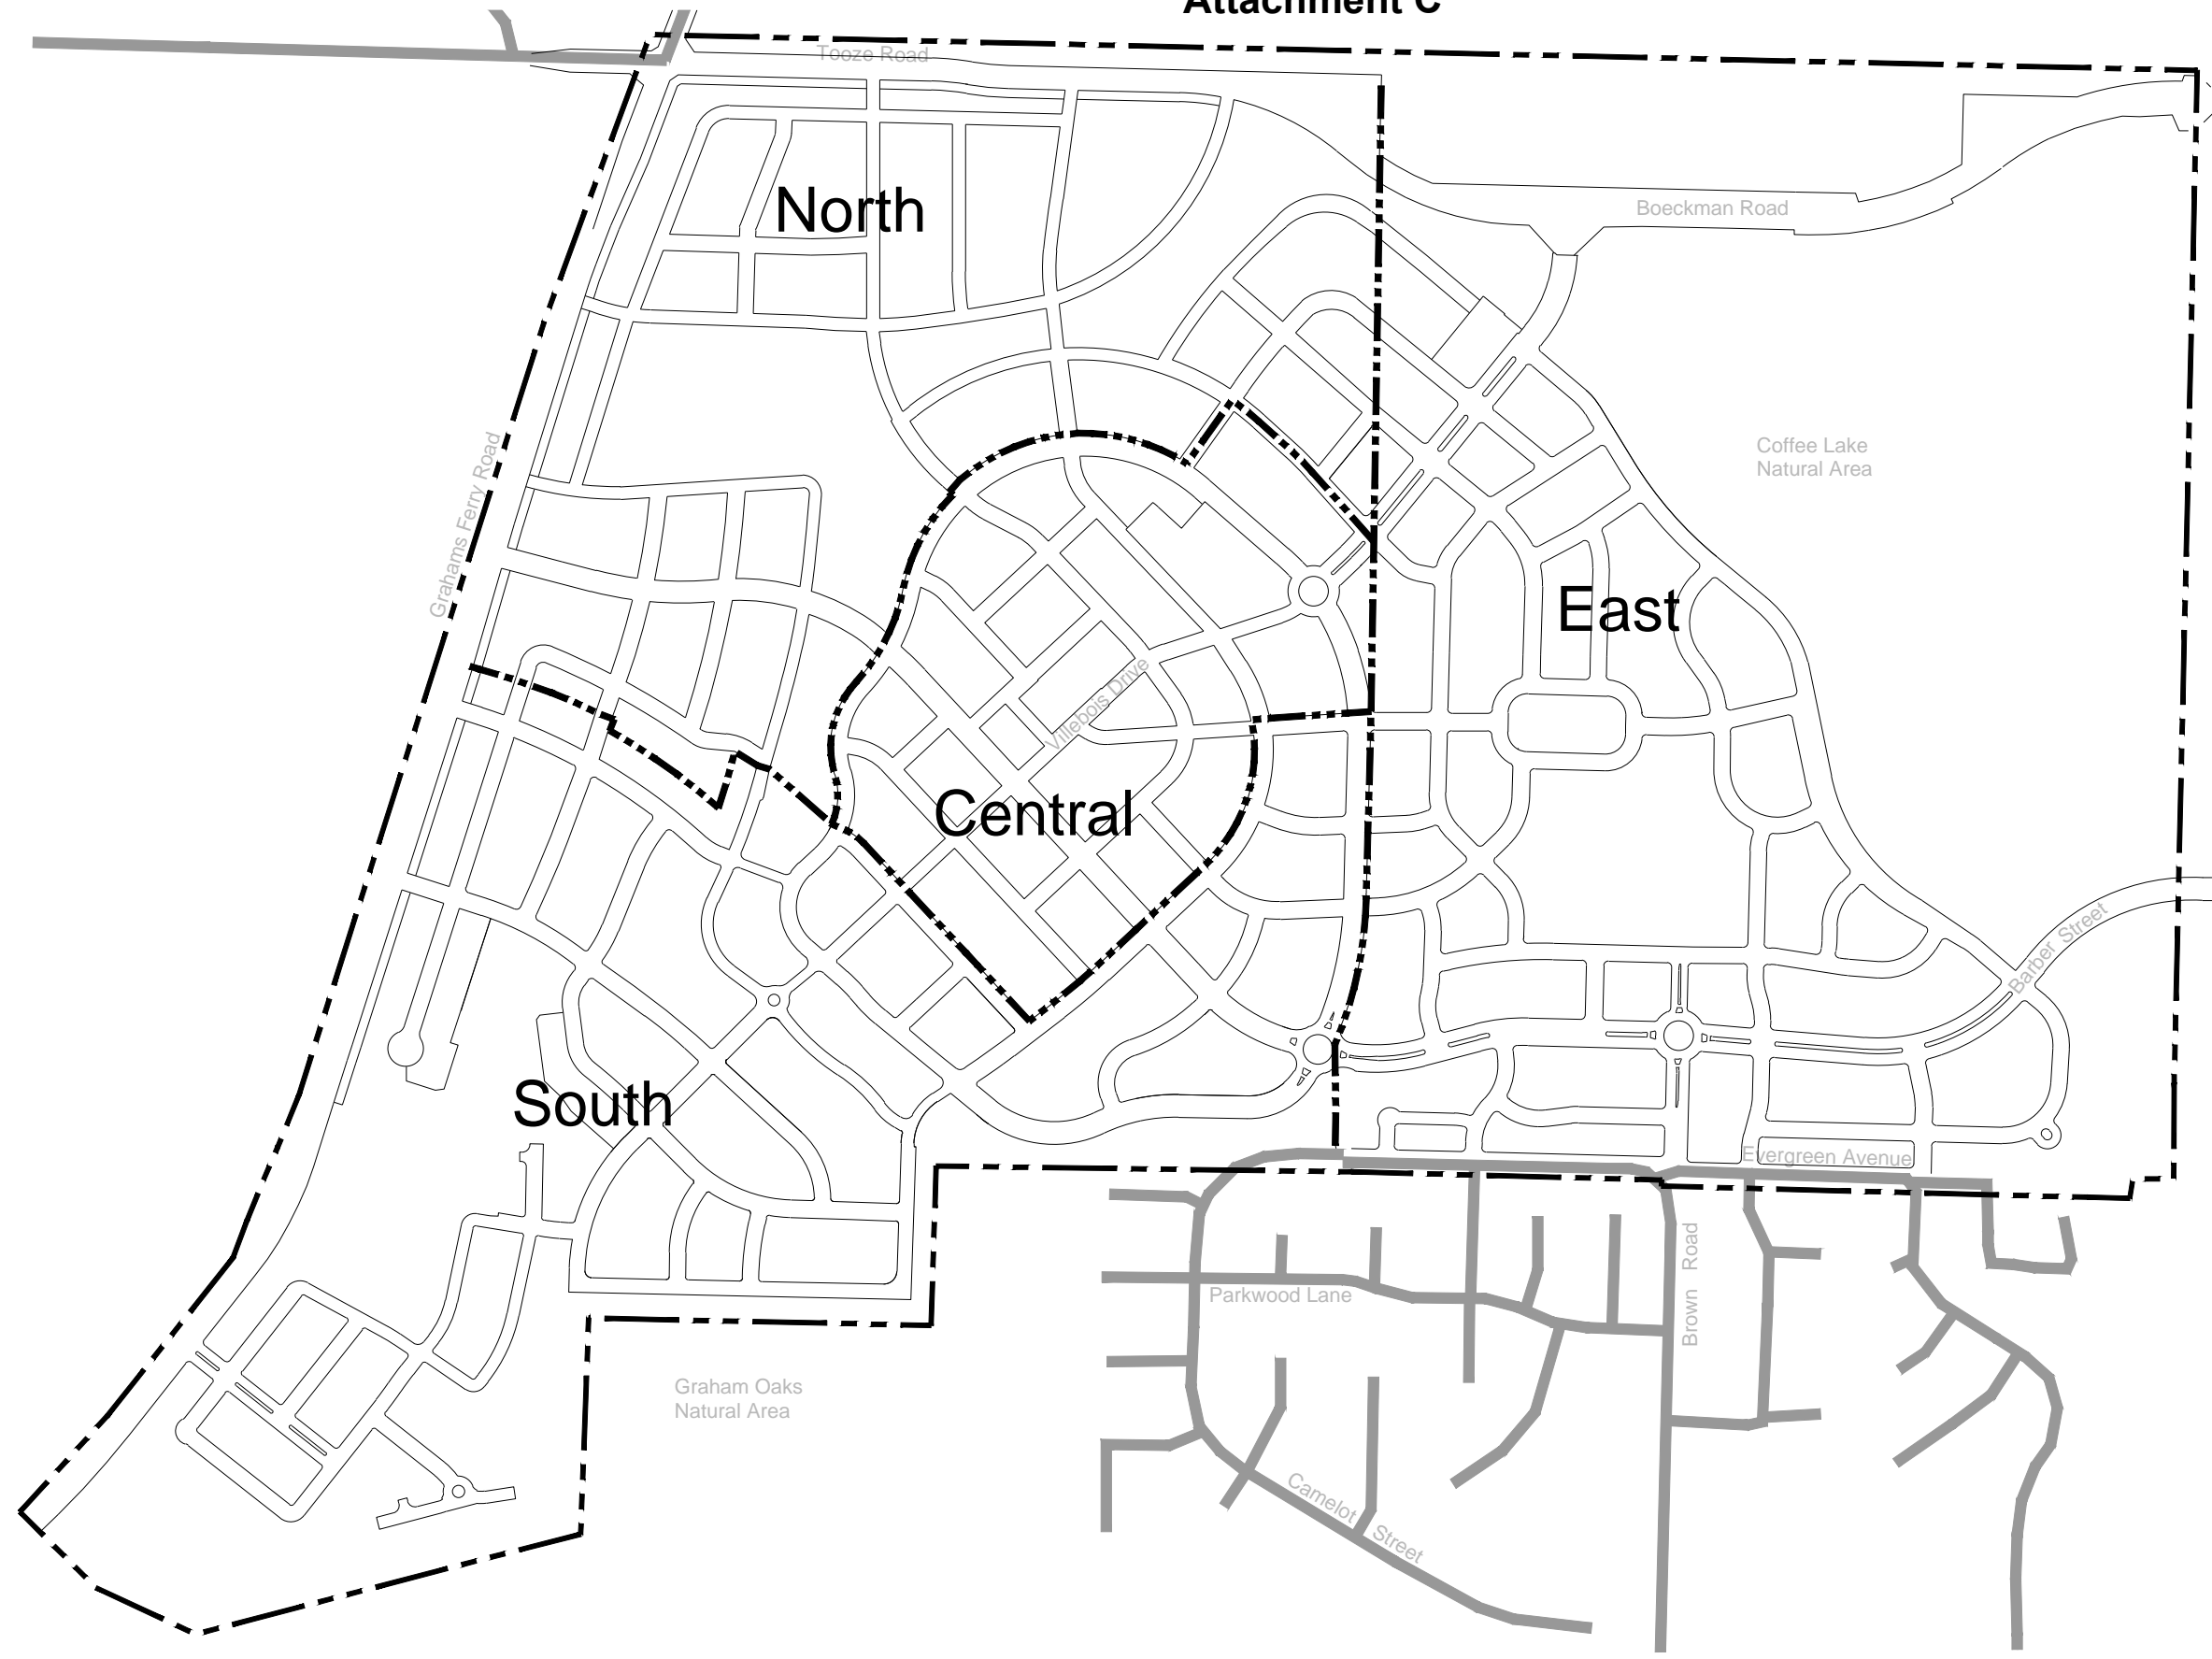 Attachment C
Tooze Road
North
Boeckman Road
Coffee Lake
Natural Area
Grahams Ferry Road
East
Villebois Drive
Central
Barber Street
South
Evergreen Avenue
Parkwood Lane
Brown Road
Graham Oaks
Natural Area
Camelot Street